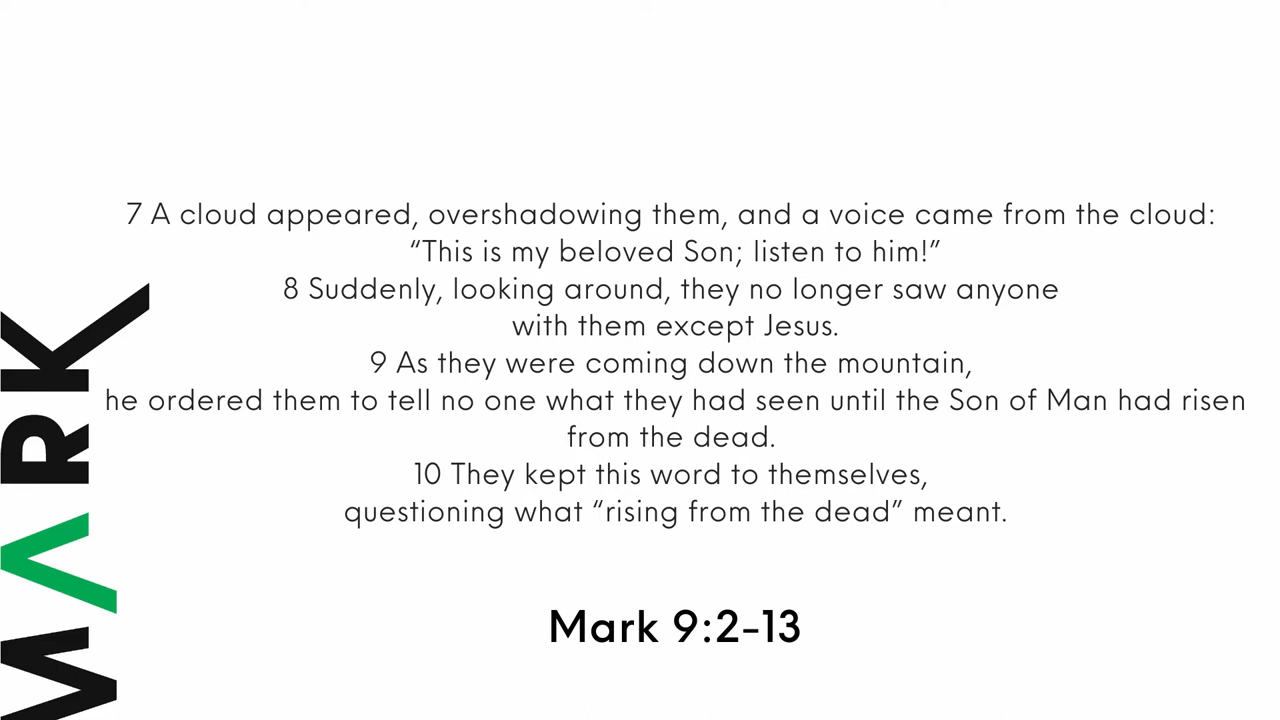 7 A cloud appeared, overshadowing them, and a voice came from the cloud:
“This is my beloved Son; listen to him!”
8 Suddenly, looking around, they no longer saw anyone
with them except Jesus.
9 As they were coming down the mountain,
he ordered them to tell no one what they had seen until the Son of Man had risen
from the dead.
10 They kept this word to themselves,
questioning what “rising from the dead” meant.
Mark 9:2-13
MARK